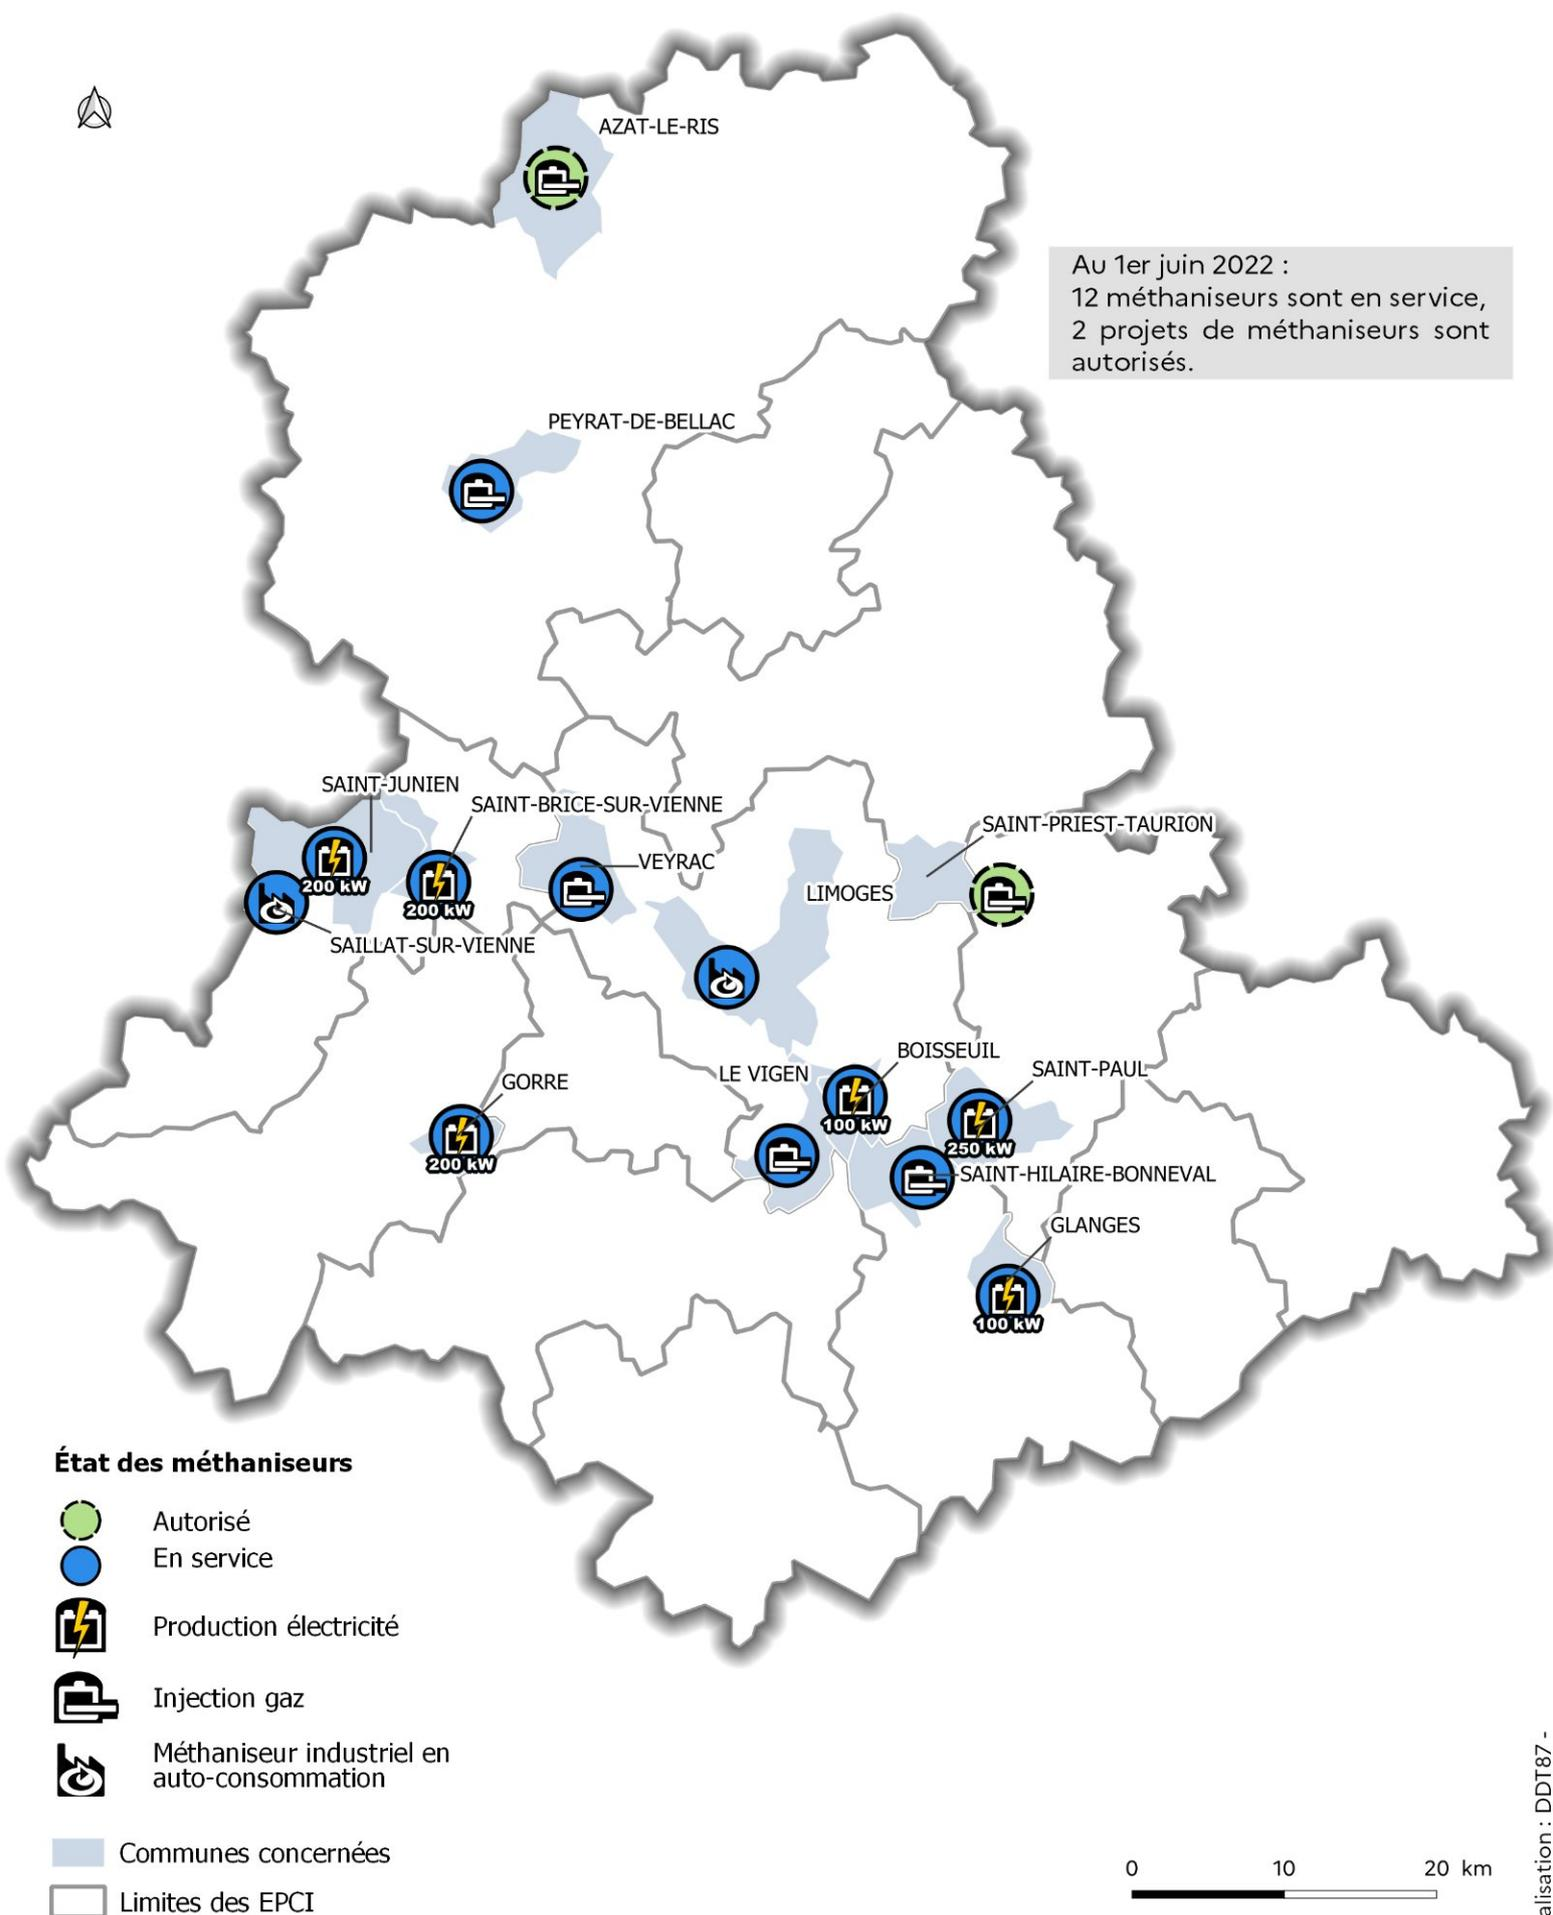 AZAT-LE-RIS
Au 1er juin 2022 :
12 méthaniseurs sont en service,
2 projets de méthaniseurs sont
autorisés.
PEYRAT-DE-BELLAC
SAINT-JUNIEN
SAINT-BRICE-SUR-VIENNE
SAINT-PRIEST-TAURION
VEYRAC
200 kW
LIMOGES
200 kW
SAILLAT-SUR-VIENNE
BOISSEUIL
LE VIGEN
SAINT-PAUL
GORRE
100 kW
250 kW
200 kW
SAINT-HILAIRE-BONNEVAL
GLANGES
100 kW
État des méthaniseurs
Autorisé
En service
Production électricité
Injection gaz
Méthaniseur industriel en
auto-consommation
Communes concernées
Limites des EPCI
0 10 20 km
alisation : DDT87 -